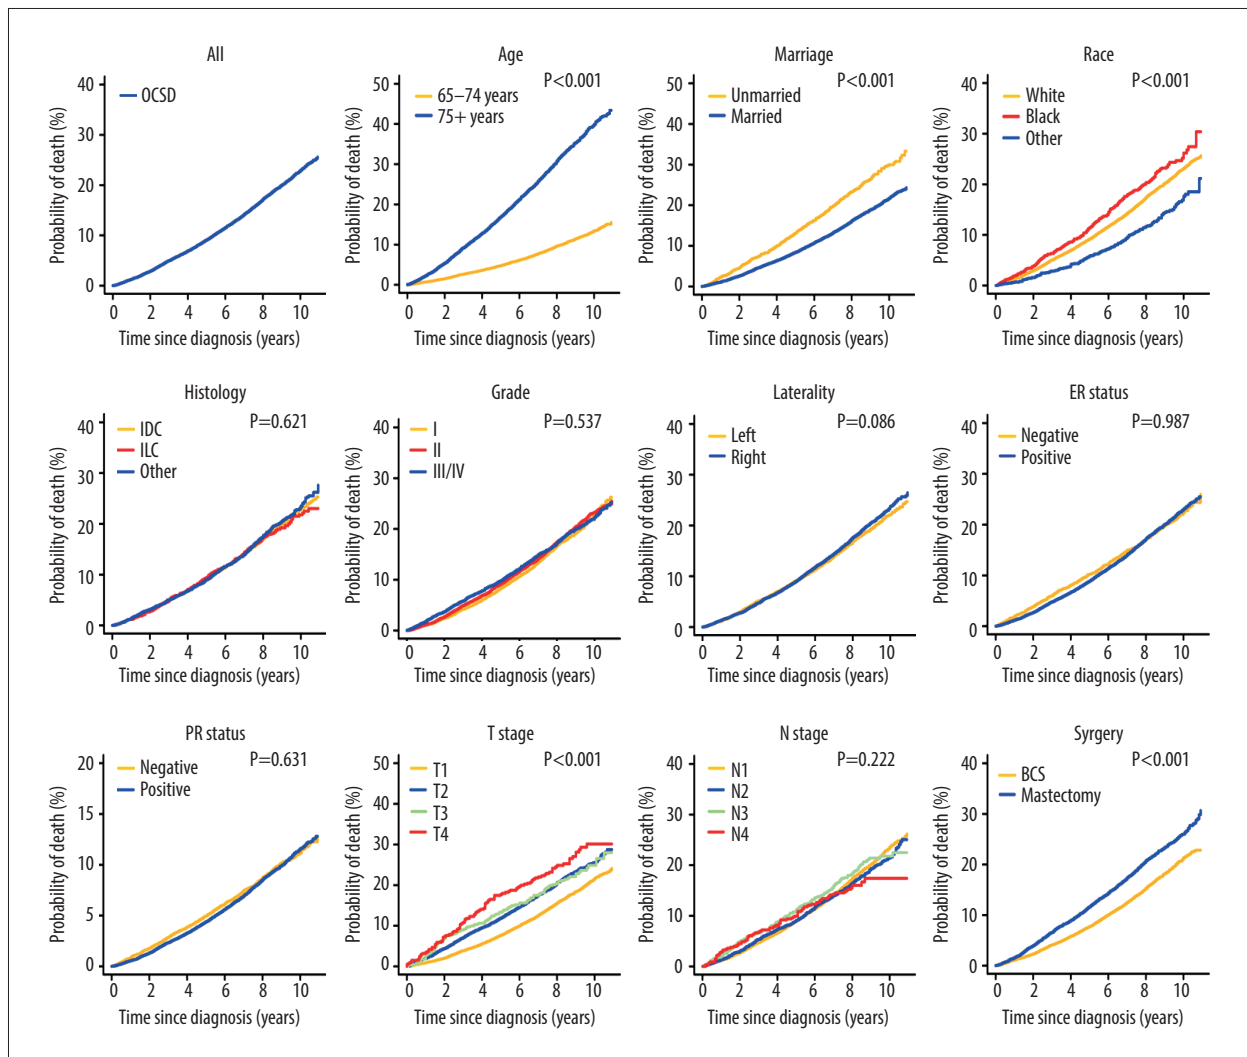 All
Probability of death (%)
40
30
20
10
0
OCSD
0 2 4 6 8 10
Time since diagnosis (years)
Age
P<0.001
Probability of death (%)
50
40
30
20
10
0
65–74 years
75+ years
0 2 4 6 8 10
Time since diagnosis (years)
Marriage
P<0.001
Probability of death (%)
50
40
30
20
10
0
Unmarried
Married
0 2 4 6 8 10
Time since diagnosis (years)
Race
P<0.001
Probability of death (%)
40
30
20
10
0
White
Black
Other
0 2 4 6 8 10
Time since diagnosis (years)
Histology
P=0.621
Probability of death (%)
40
30
20
10
0
IDC
ILC
Other
0 2 4 6 8 10
Time since diagnosis (years)
Grade
P=0.537
Probability of death (%)
40
30
20
10
0
I
II
III/IV
0 2 4 6 8 10
Time since diagnosis (years)
Laterality
P=0.086
Probability of death (%)
40
30
20
10
0
Left
Right
0 2 4 6 8 10
Time since diagnosis (years)
ER status
P=0.987
Probability of death (%)
40
30
20
10
0
Negative
Positive
0 2 4 6 8 10
Time since diagnosis (years)
PR status
P=0.631
Probability of death (%)
20
15
10
5
0
Negative
Positive
0 2 4 6 8 10
Time since diagnosis (years)
T stage
P<0.001
Probability of death (%)
50
40
30
20
10
0
T1
T2
T3
T4
0 2 4 6 8 10
Time since diagnosis (years)
N stage
P=0.222
Probability of death (%)
40
30
20
10
0
N1
N2
N3
N4
0 2 4 6 8 10
Time since diagnosis (years)
Syrgery
P<0.001
Probability of death (%)
40
30
20
10
0
BCS
Mastectomy
0 2 4 6 8 10
Time since diagnosis (years)